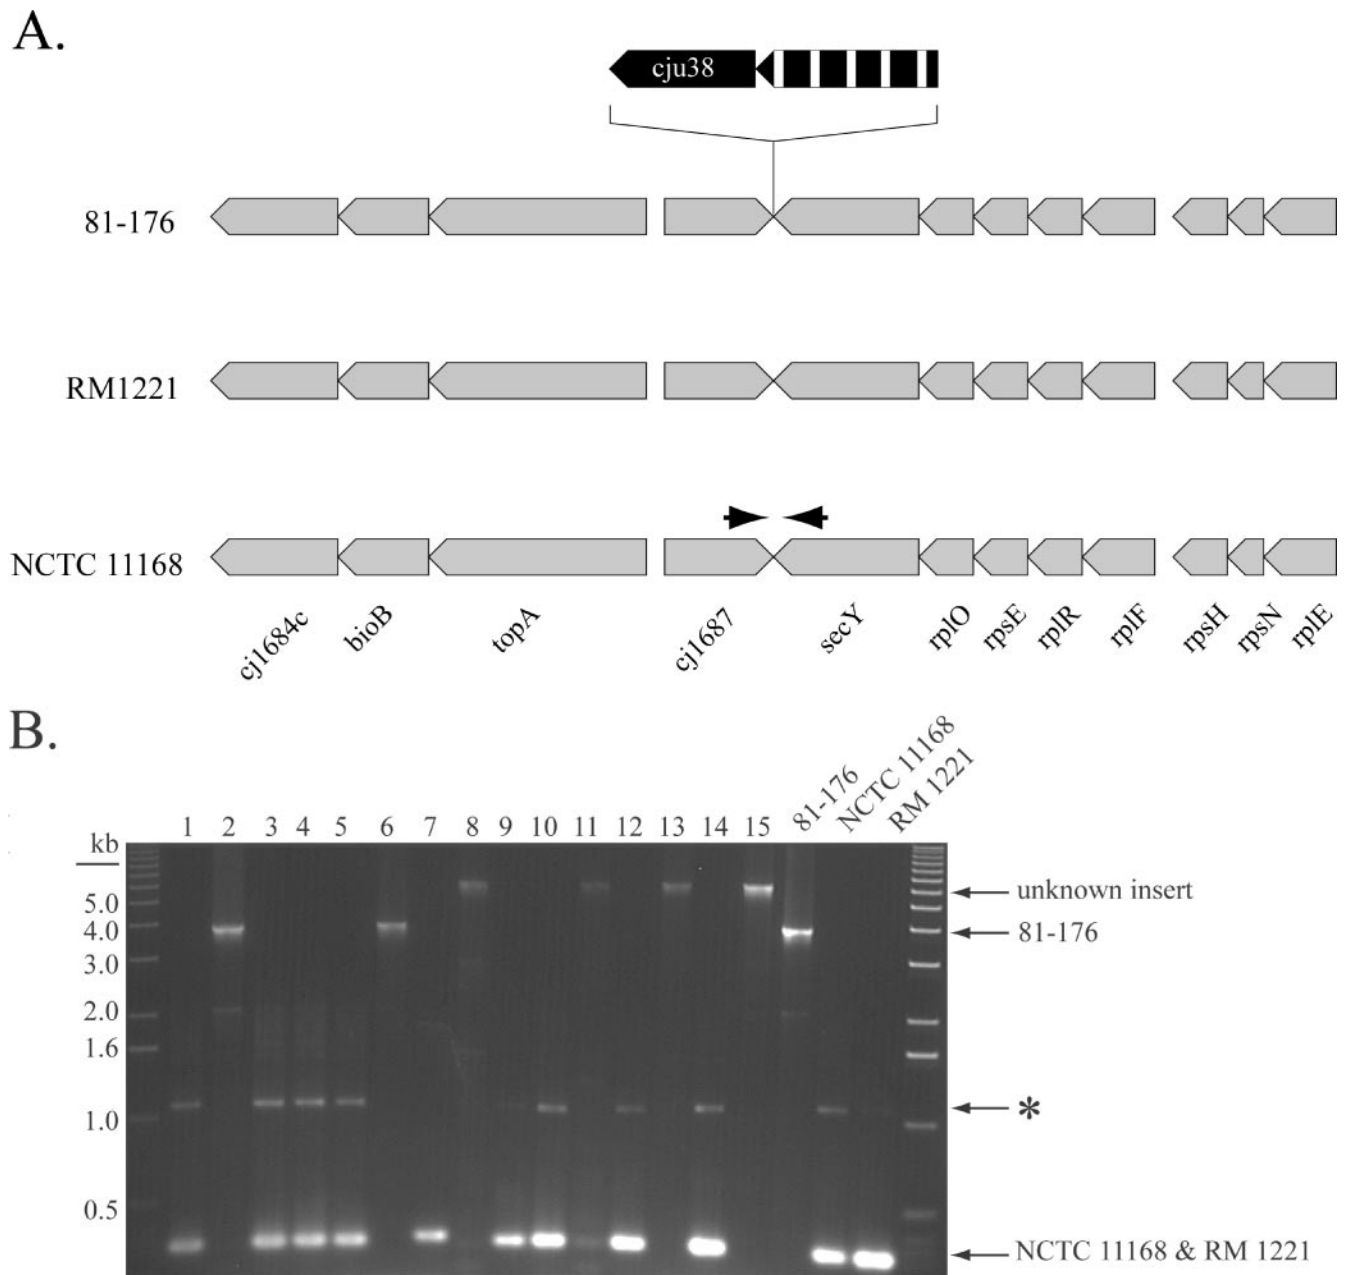 A.
cju38
81-176
RM1221
NCTC 11168
cj1684c bioB topA cj1687 secY rplO rpsE rplR rplF rpsH rpsN rplE
B.
81-176 NCTC 11168 RM 1221
kb 1 2 3 4 5 6 7 8 9 10 11 12 13 14 15
unknown insert
5.0
4.0 81-176
3.0
2.0
1.6
1.0 *
0.5
NCTC 11168 & RM 1221